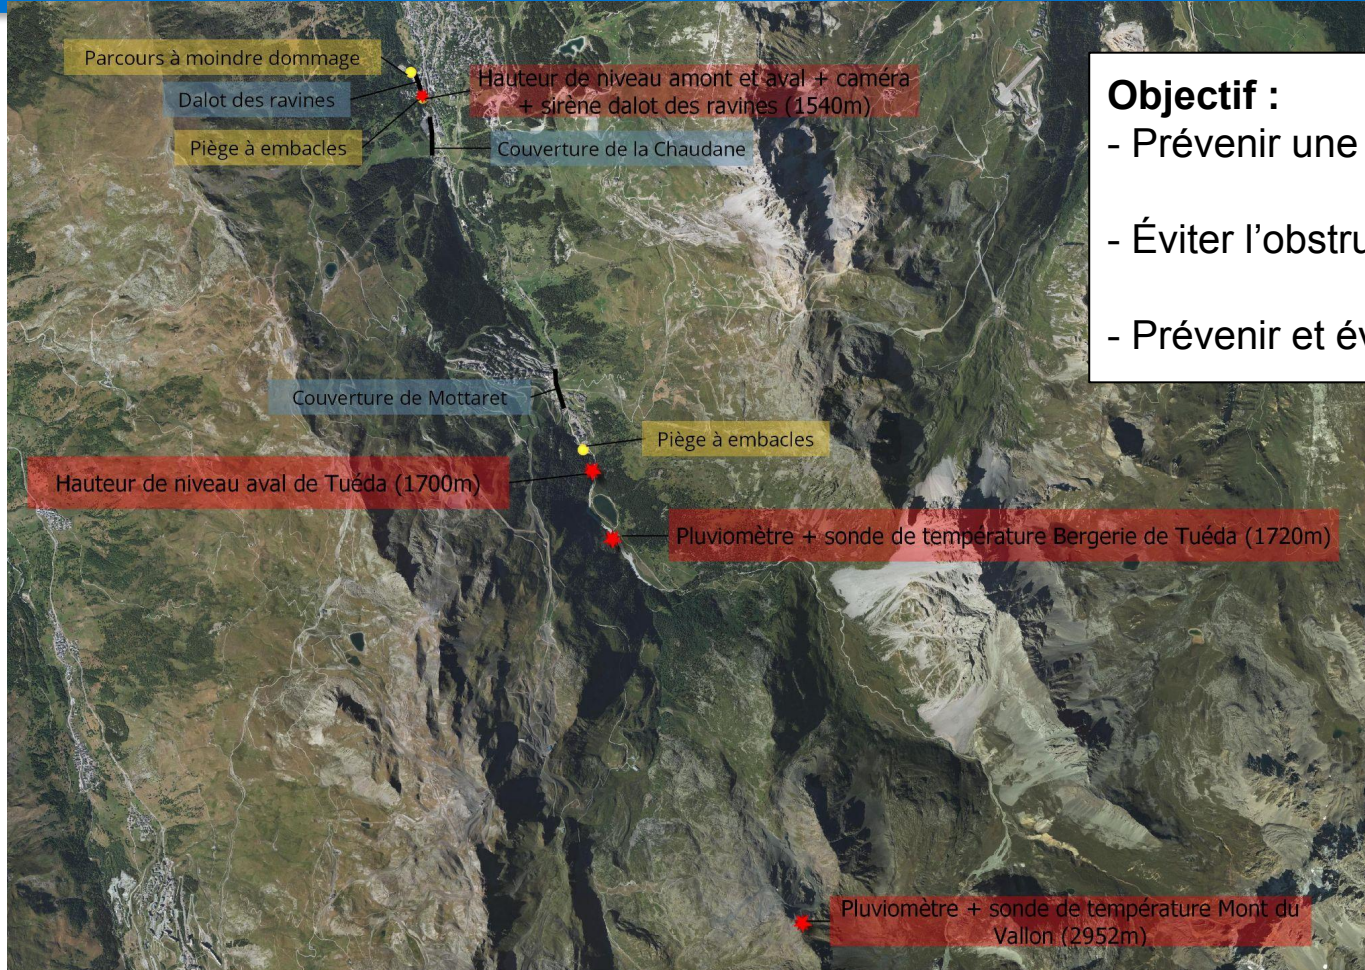 Parcours à moindre dommage
Dalot des ravines
Piège à embacles
Hauteur de niveau amont et aval + caméra
+ sirène dalot des ravines (1540m)
Couverture de la Chaudane
Objectif :
- Prévenir une
- Éviter l’obstru
- Prévenir et év
Couverture de Mottaret
Piège à embacles
Hauteur de niveau aval de Tuéda (1700m)
Pluviomètre + sonde de température Bergerie de Tuéda (1720m)
Pluviomètre + sonde de température Mont du
Vallon (2952m)